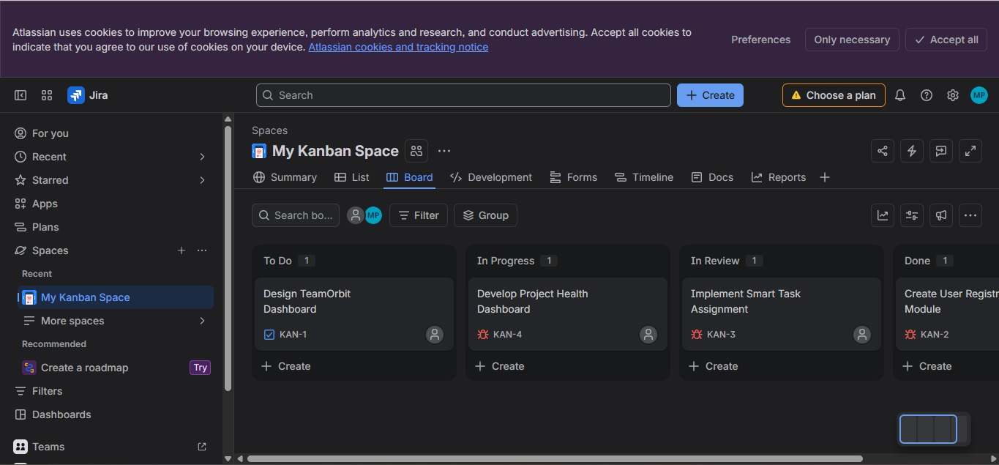 Atlassian uses cookies to improve your browsing experience, perform analytics and research, and conduct advertising. Accept all cookies to
indicate that you agree to our use of cookies on your device. Atlassian cookies and tracking notice
Preferences
Only necessary
Accept all
Jira
Search
Create
Choose a plan
MP
For you
Recent
Starred
Apps
Plans
Spaces
Recent
My Kanban Space
More spaces
Recommended
Create a roadmap
Try
Filters
Dashboards
Teams
Spaces
My Kanban Space
Summary
List
Board
Development
Forms
Timeline
Docs
Reports
Search bo...
MP
Filter
Group
To Do 1
Design TeamOrbit
Dashboard
KAN-1
Create
In Progress 1
Develop Project Health
Dashboard
KAN-4
Create
In Review 1
Implement Smart Task
Assignment
KAN-3
Create
Done 1
Create User Registr
Module
KAN-2
Create